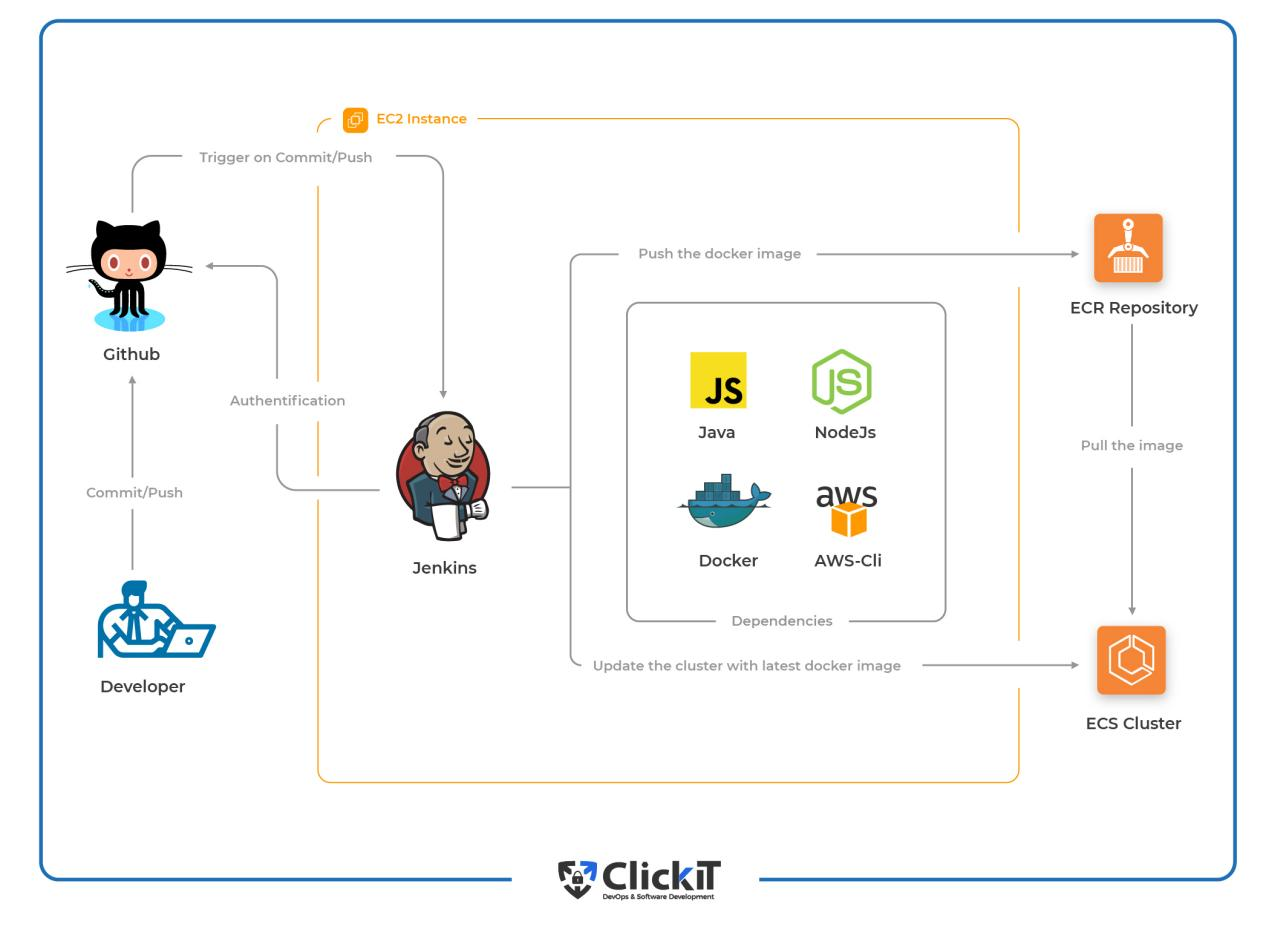 EC2 Instance
Trigger on Commit/Push
Push the docker image
Github
ECR Repository
Authentification
JS
JS
Java
NodeJs
Pull the image
Commit/Push
aws
Jenkins
Docker
AWS-Cli
Dependencies
Developer
Update the cluster with latest docker image
ECS Cluster
ClickIT
DevOps & Software Development